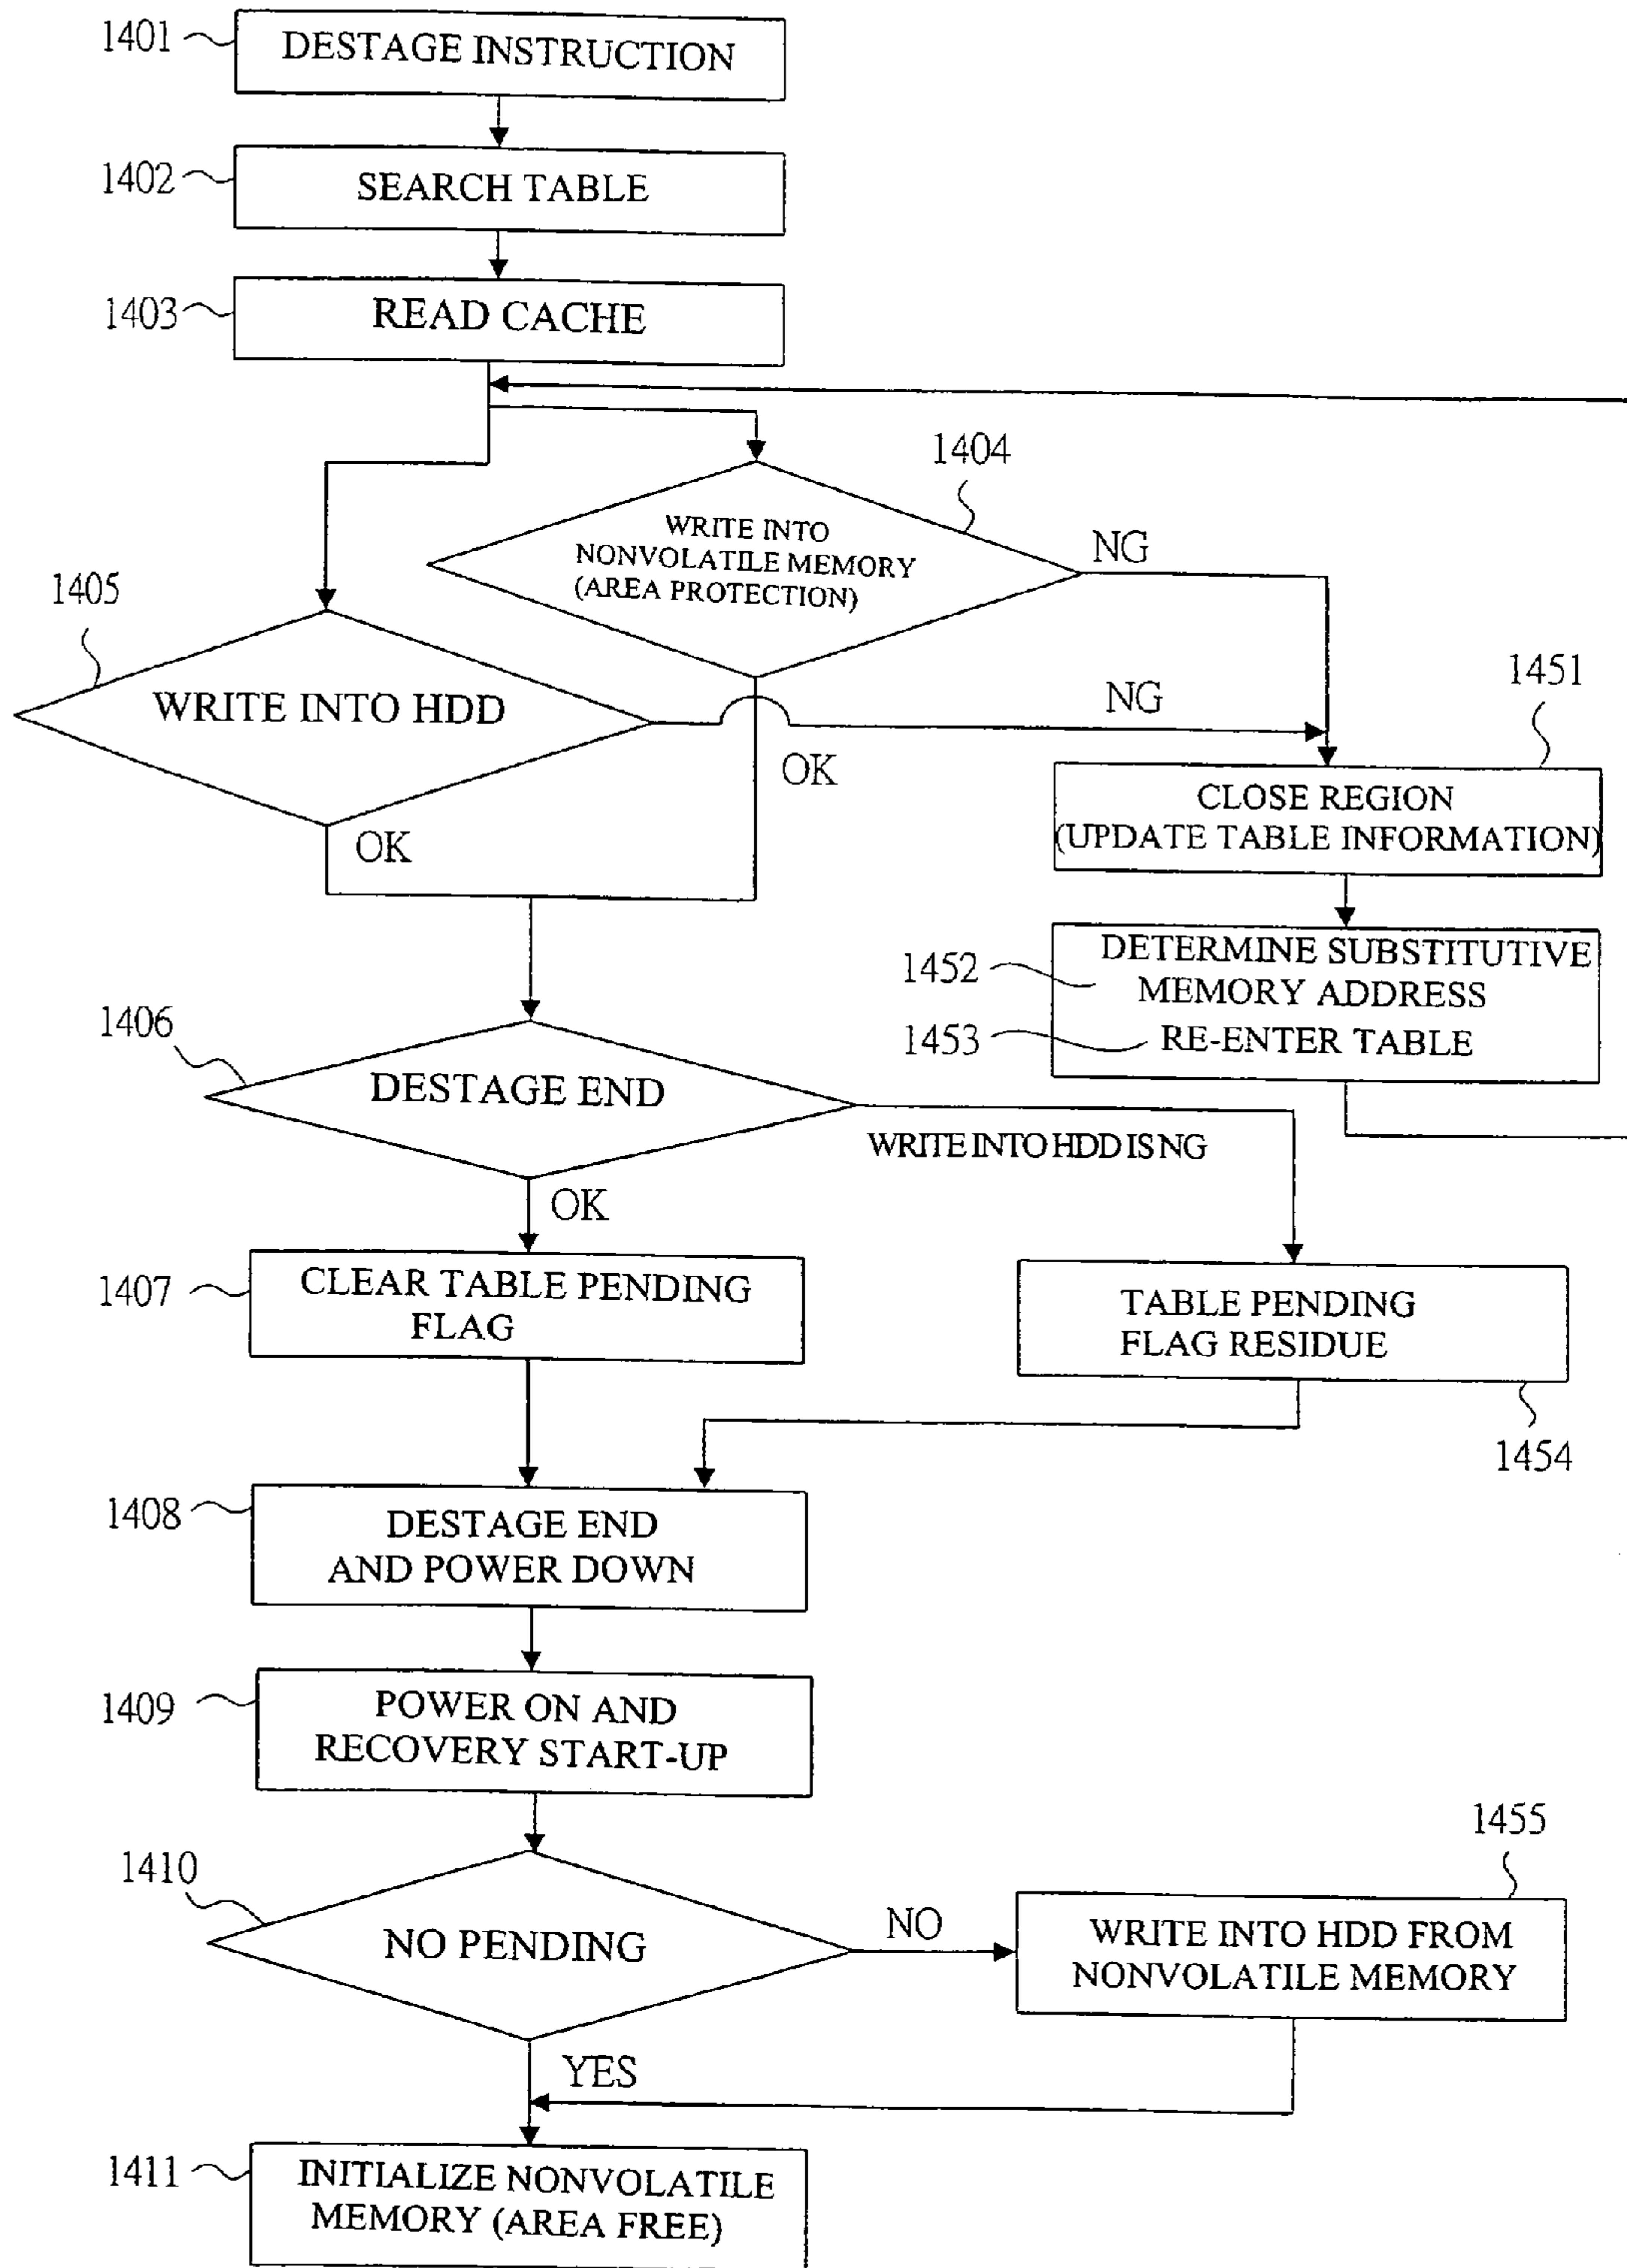 1401
DESTAGE INSTRUCTION
1402
SEARCH TABLE
1403
READ CACHE
1404
WRITE INTO
NONVOLATILE MEMORY
(AREA PROTECTION)
NG
1405
WRITE INTO HDD
NG
OK
OK
1451
CLOSE REGION
(UPDATE TABLE INFORMATION)
1452
DETERMINE SUBSTITUTIVE
MEMORY ADDRESS
1453
RE-ENTER TABLE
1406
DESTAGE END
WRITE INTO HDD IS NG
OK
1407
CLEAR TABLE PENDING
FLAG
TABLE PENDING
FLAG RESIDUE
1454
1408
DESTAGE END
AND POWER DOWN
1409
POWER ON AND
RECOVERY START-UP
1410
NO PENDING
NO
1455
WRITE INTO HDD FROM
NONVOLATILE MEMORY
YES
1411
INITIALIZE NONVOLATILE
MEMORY (AREA FREE)